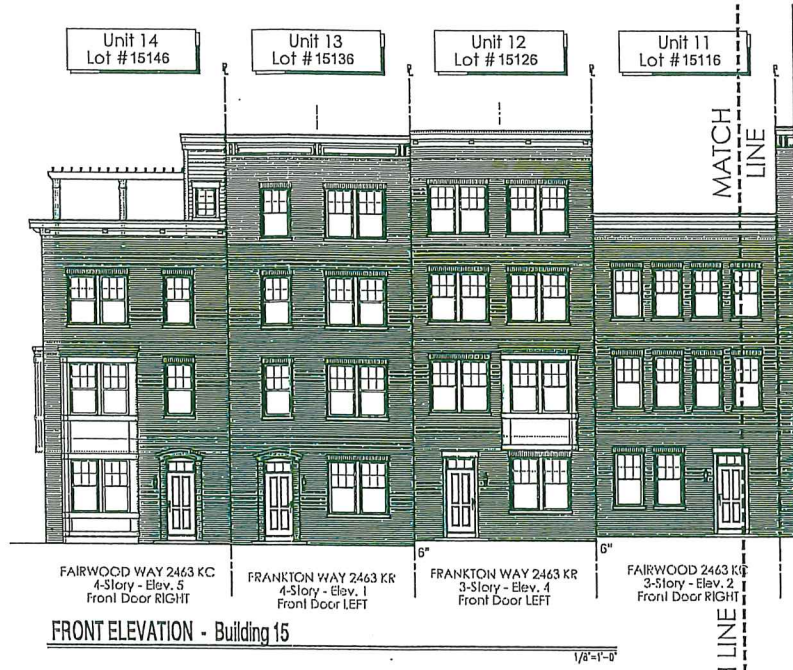 Unit 14
Lot # 15146
Unit 13
Lot # 15136
Unit 12
Lot # 15126
Unit 11
Lot # 15116
MATCH
LINE
6"
6"
FAIRWOOD WAY 2463 KC
4-Story - Elev. 5
Front Door RIGHT
FRANKTON WAY 2463 KR
4-Story - Elev. 1
Front Door LEFT
FRANKTON WAY 2463 KR
3-Story - Elev. 4
Front Door LEFT
FAIRWOOD 2463 KC
3-Story - Elev. 2
Front Door RIGHT
LINE
FRONT ELEVATION - Building 15
1/8"=1'-0"